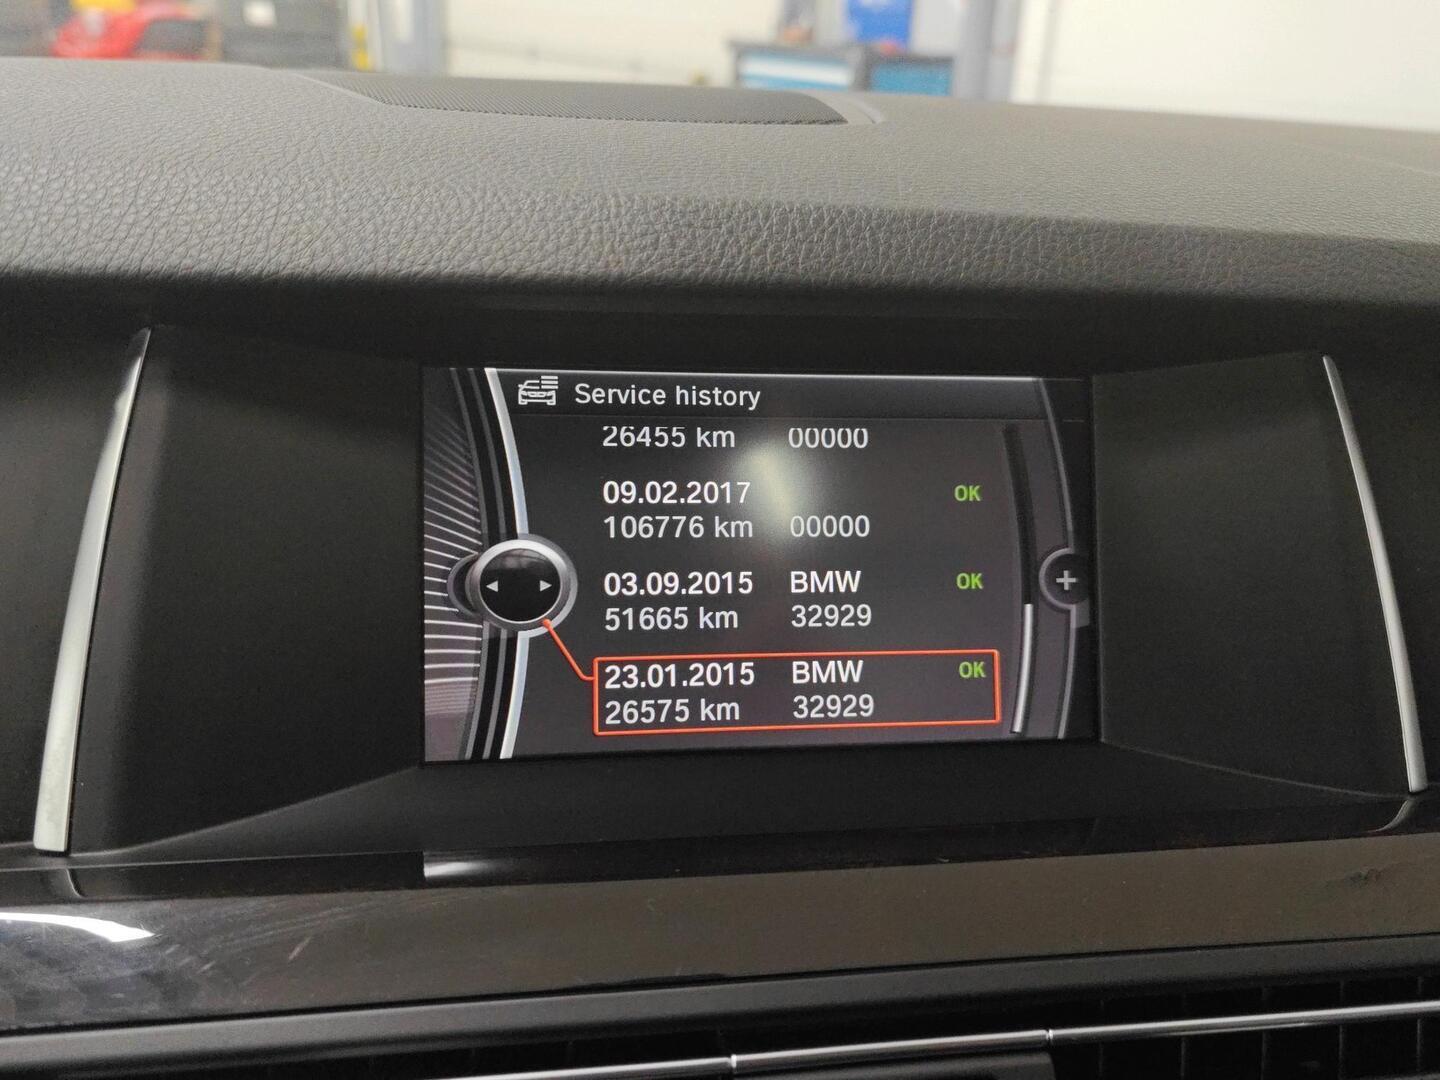 Service history
26455 km 00000
09.02.2017 OK
106776 km 00000
03.09.2015 BMW OK
51665 km 32929
23.01.2015 BMW OK
26575 km 32929